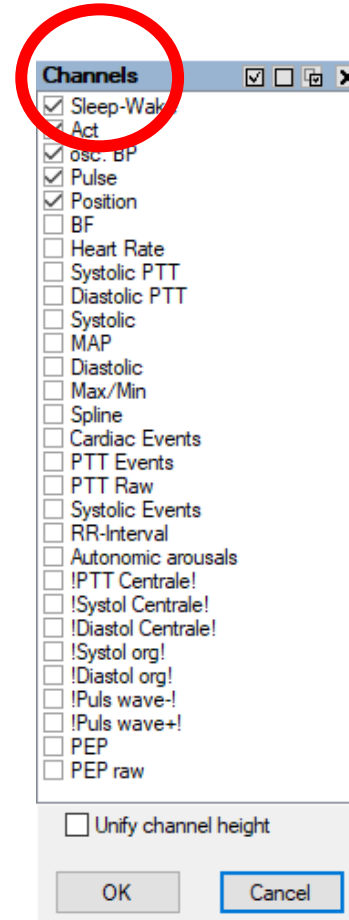 Channels
Sleep-Wake
Act
osc. BP
Pulse
Position
BF
Heart Rate
Systolic PTT
Diastolic PTT
Systolic
MAP
Diastolic
Max/Min
Spline
Cardiac Events
PTT Events
PTT Raw
Systolic Events
RR-Interval
Autonomic arousals
!PTT Centrale!
!Systol Centrale!
!Diastol Centrale!
!Systol org!
!Diastol org!
!Puls wave-!
!Puls wave+!
PEP
PEP raw
Unify channel height
OK Cancel